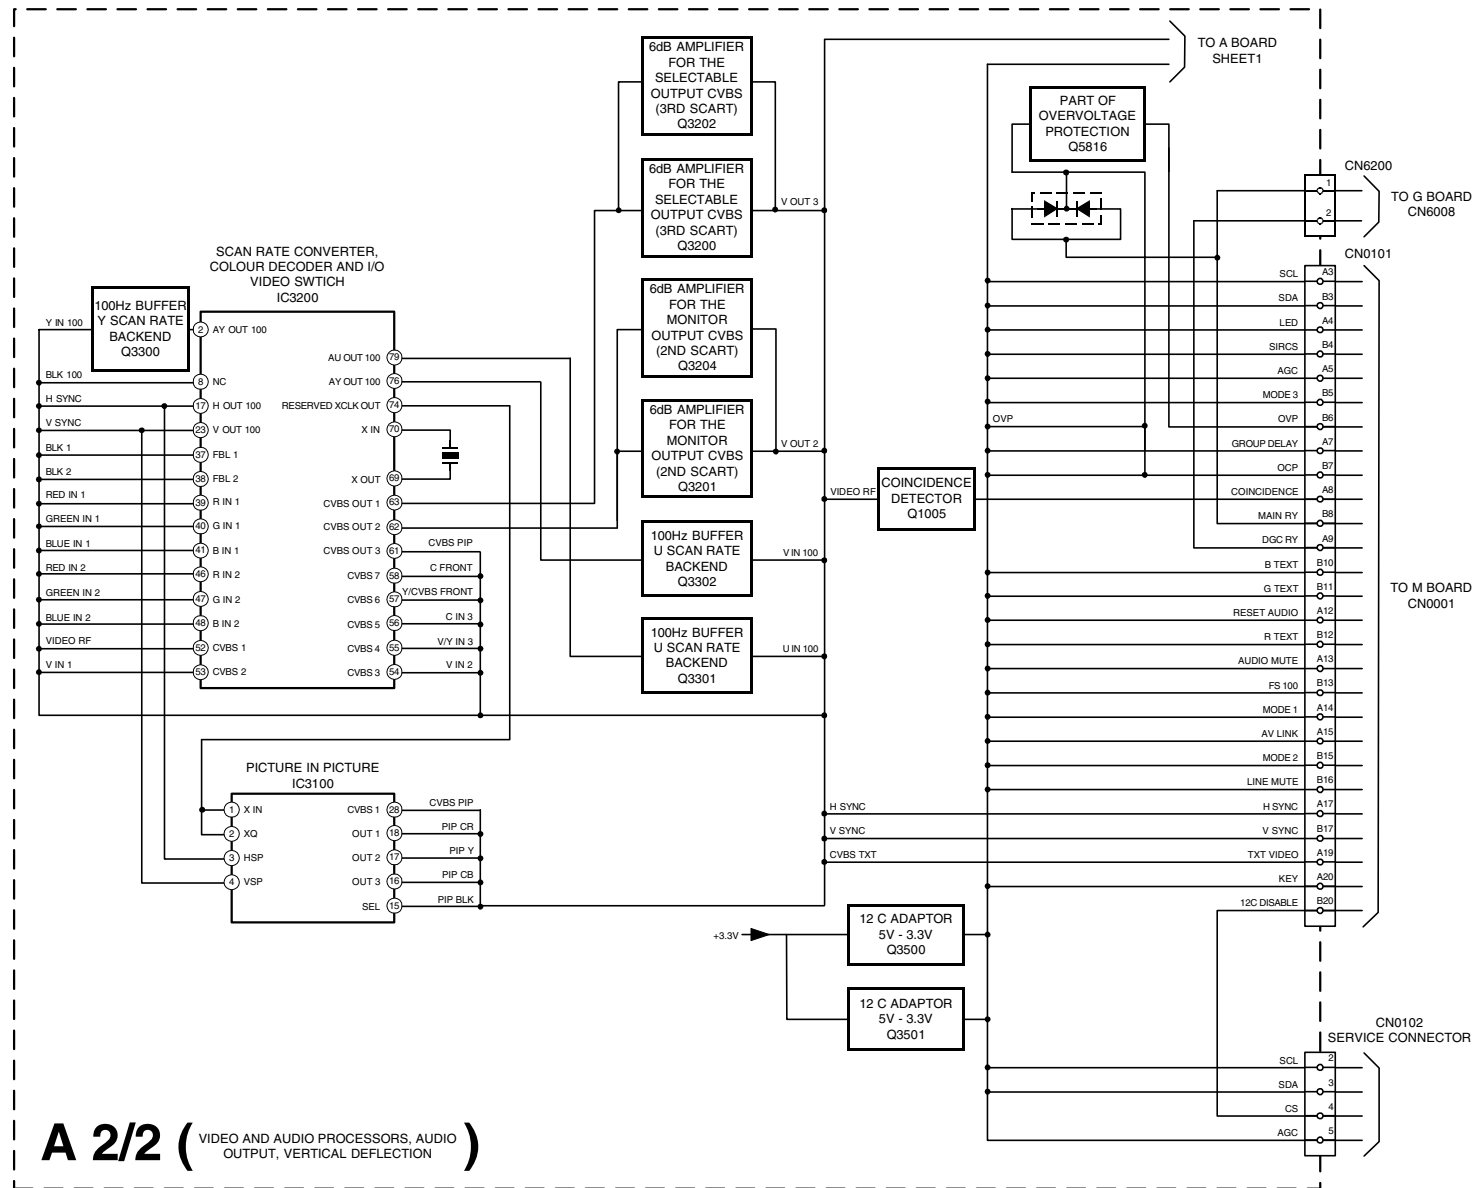 6dB AMPLIFIER
FOR THE
SELECTABLE
OUTPUT CVBS
(3RD SCART)
Q3202
TO A BOARD
SHEET1
PART OF
OVERVOLTAGE
PROTECTION
Q5816
6dB AMPLIFIER
FOR THE
SELECTABLE
OUTPUT CVBS
(3RD SCART)
Q3200
V OUT 3
CN6200
1
2
TO G BOARD
CN6008
SCAN RATE CONVERTER,
COLOUR DECODER AND I/O
VIDEO SWTICH
IC3200
100Hz BUFFER
Y SCAN RATE
BACKEND
Q3300
Y IN 100
BLK 100
H SYNC
V SYNC
BLK 1
BLK 2
RED IN 1
GREEN IN 1
BLUE IN 1
RED IN 2
GREEN IN 2
BLUE IN 2
VIDEO RF
V IN 1
2 AY OUT 100
8 NC
17 H OUT 100
23 V OUT 100
37 FBL 1
38 FBL 2
39 R IN 1
40 G IN 1
41 B IN 1
46 R IN 2
47 G IN 2
48 B IN 2
52 CVBS 1
53 CVBS 2
AU OUT 100 79
AY OUT 100 76
RESERVED XCLK OUT 74
X IN 70
X OUT 69
CVBS OUT 1 63
CVBS OUT 2 62
CVBS OUT 3 61
CVBS 7 58
CVBS 6 57
CVBS 5 56
CVBS 4 55
CVBS 3 54
CVBS PIP
C FRONT
Y/CVBS FRONT
C IN 3
V/Y IN 3
V IN 2
6dB AMPLIFIER
FOR THE
MONITOR
OUTPUT CVBS
(2ND SCART)
Q3204
6dB AMPLIFIER
FOR THE
MONITOR
OUTPUT CVBS
(2ND SCART)
Q3201
V OUT 2
100Hz BUFFER
U SCAN RATE
BACKEND
Q3302
V IN 100
100Hz BUFFER
U SCAN RATE
BACKEND
Q3301
U IN 100
VIDEO RF
COINCIDENCE
DETECTOR
Q1005
OVP
CN0101
SCL A3
SDA B3
LED A4
SIRCS B4
AGC A5
MODE 3 B5
OVP B6
GROUP DELAY A7
OCP B7
COINCIDENCE A8
MAIN RY B8
DGC RY A9
B TEXT B10
G TEXT B11
RESET AUDIO A12
R TEXT B12
AUDIO MUTE A13
FS 100 B13
MODE 1 A14
AV LINK A15
MODE 2 B15
LINE MUTE B16
H SYNC H SYNC A17
V SYNC V SYNC B17
CVBS TXT TXT VIDEO A19
KEY A20
12C DISABLE B20
TO M BOARD
CN0001
PICTURE IN PICTURE
IC3100
1 X IN
2 XQ
3 HSP
4 VSP
CVBS 1 28
OUT 1 18
OUT 2 17
OUT 3 16
SEL 15
CVBS PIP
PIP CR
PIP Y
PIP CB
PIP BLK
+3.3V
12 C ADAPTOR
5V - 3.3V
Q3500
12 C ADAPTOR
5V - 3.3V
Q3501
CN0102
SERVICE CONNECTOR
SCL 2
SDA 3
CS 4
AGC 5
A 2/2 (VIDEO AND AUDIO PROCESSORS, AUDIO
OUTPUT, VERTICAL DEFLECTION)